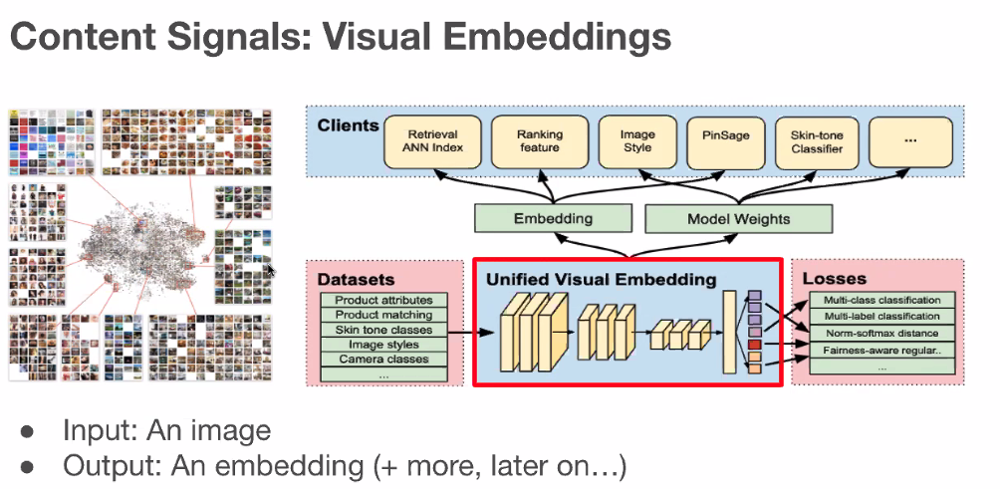 Content Signals: Visual Embeddings
Clients
Retrieval
ANN Index
Ranking
feature
Image
Style
PinSage
Skin-tone
Classifier
...
Embedding
Model Weights
Datasets
Product attributes
Product matching
Skin tone classes
Image styles
Camera classes
...
Unified Visual Embedding
Losses
Multi-class classification
Multi-label classification
Norm-softmax distance
Fairness-aware regular..
...
● Input: An image
● Output: An embedding (+ more, later on…)